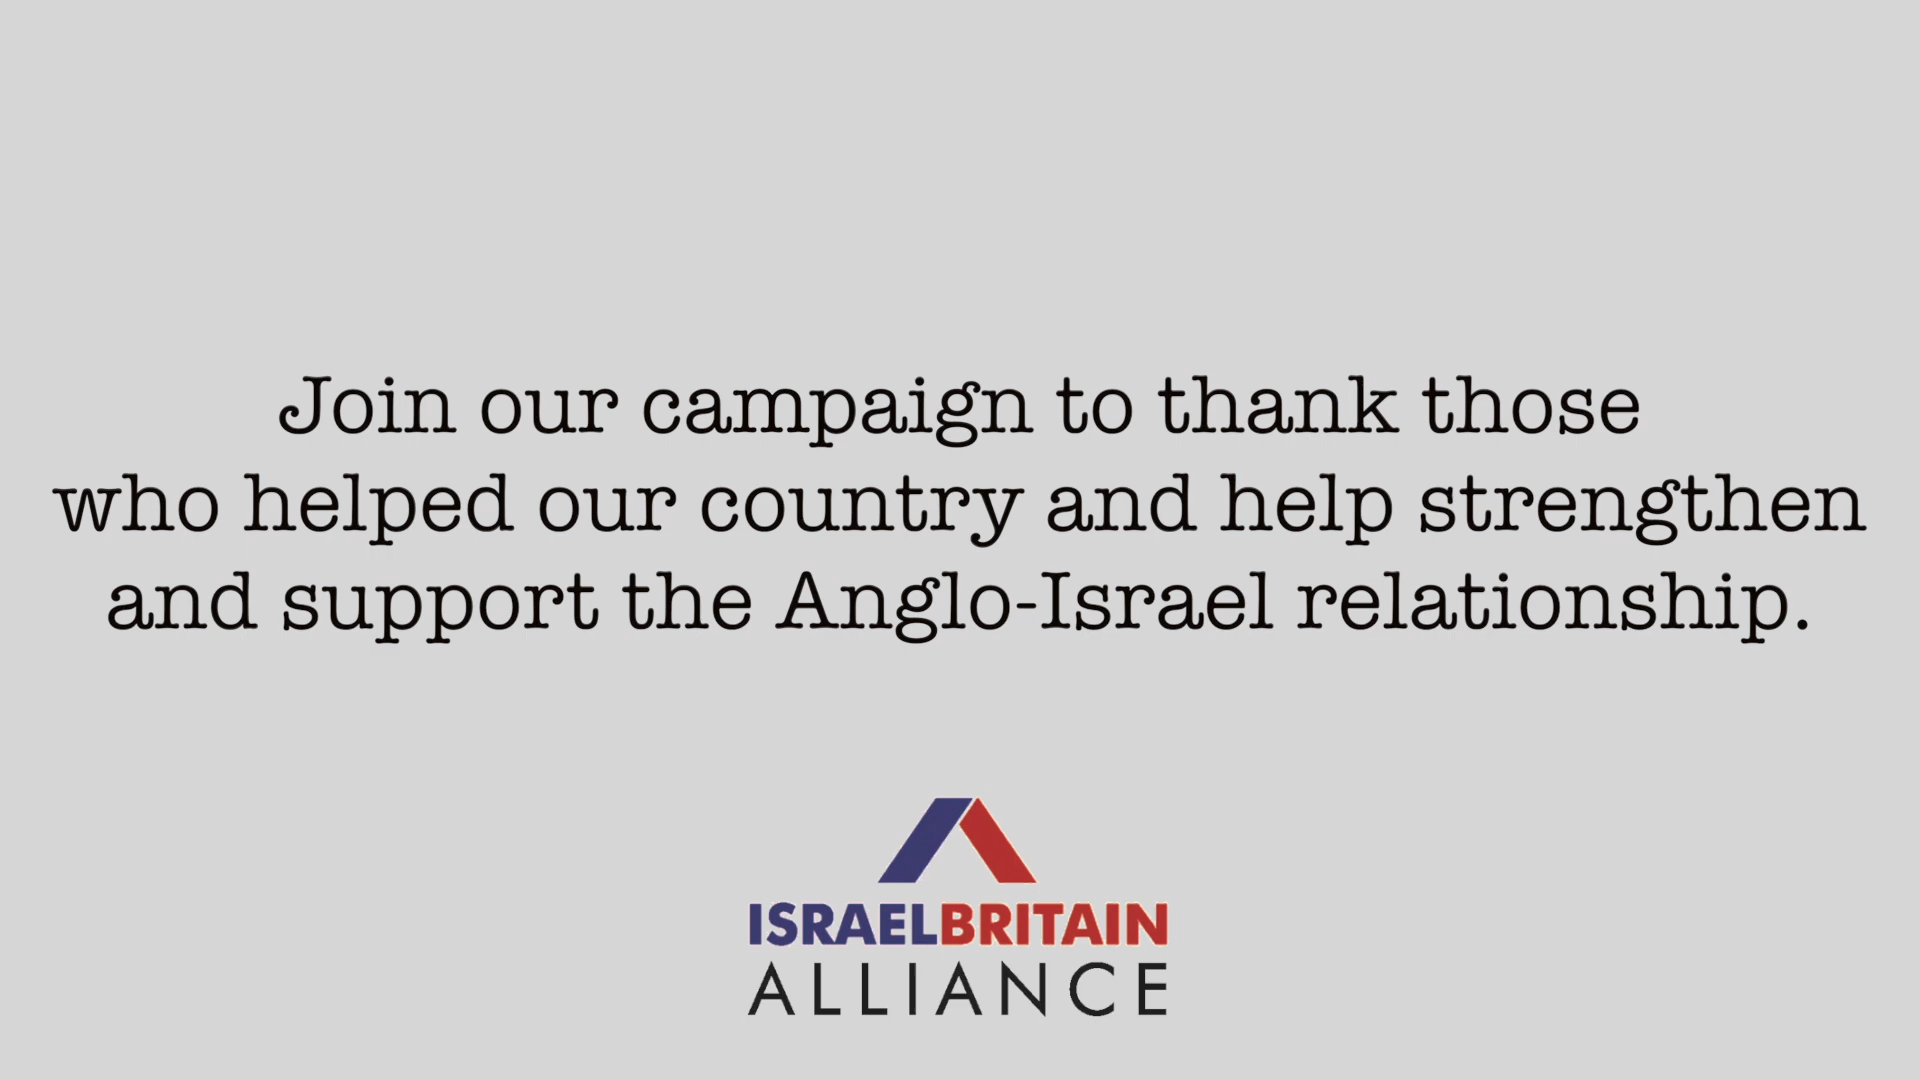 Join our campaign to thank those
who helped our country and help strengthen
and support the Anglo-Israel relationship.
ISRAELBRITAIN
ALLIANCE